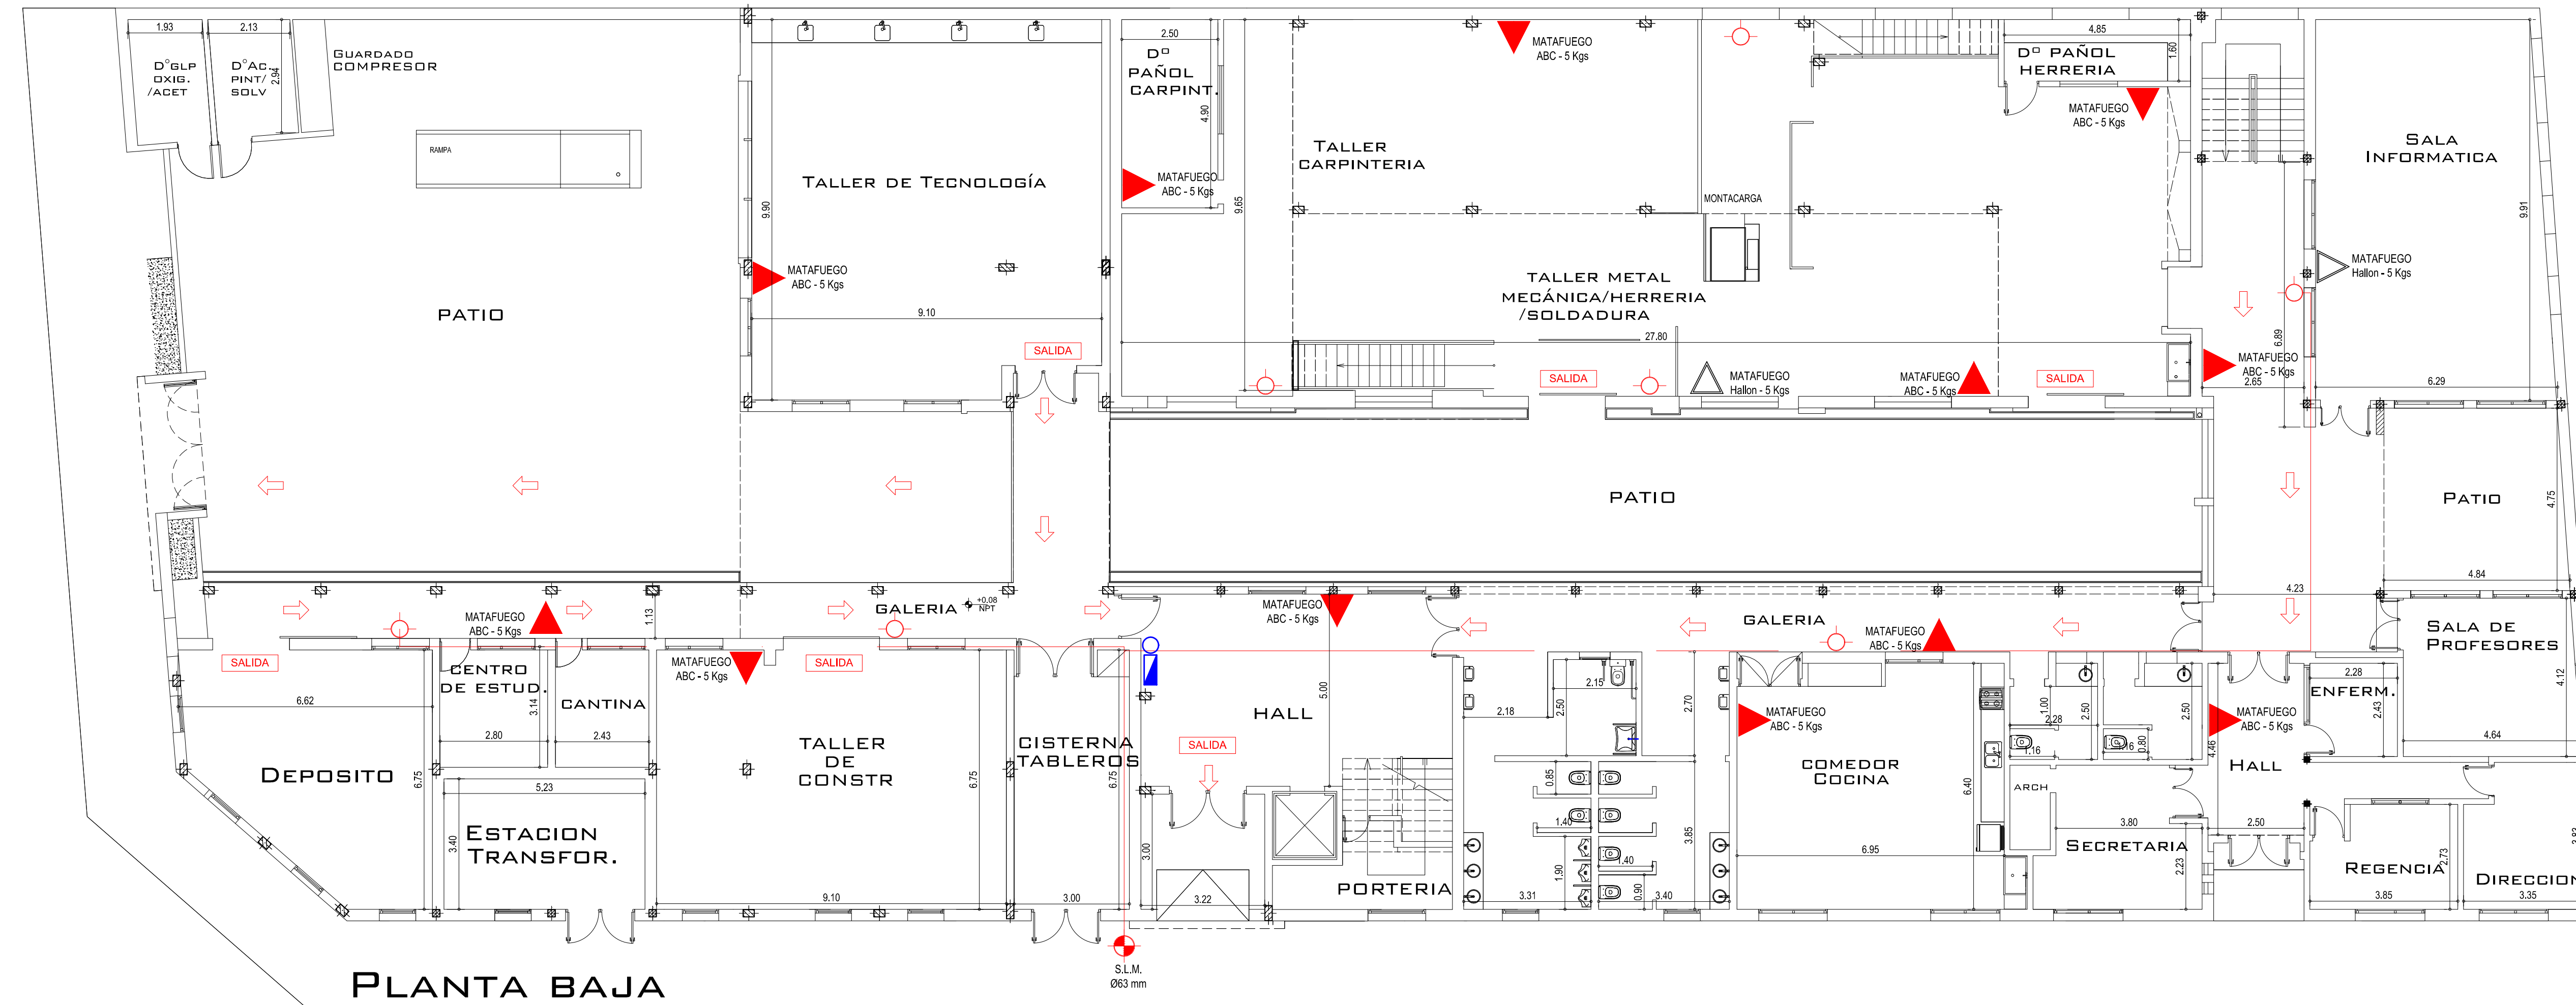 1.93
2.13
D°GLP
OXIG.
/ACET
D°AC.
PINT/
SOLV
2.94
GUARDADO
COMPRESOR
RAMPA
PATIO
TALLER DE TECNOLOGÍA
9.90
9.10
MATAFUEGO
ABC - 5 Kgs
SALIDA
2.50
Dº
PAÑOL
CARPINT.
4.90
MATAFUEGO
ABC - 5 Kgs
9.65
TALLER
CARPINTERIA
MATAFUEGO
ABC - 5 Kgs
MONTACARGA
TALLER METAL
MECÁNICA/HERRERIA
/SOLDADURA
27.80
SALIDA
MATAFUEGO
Hallon - 5 Kgs
MATAFUEGO
ABC - 5 Kgs
SALIDA
4.85
1.60
Dº PAÑOL
HERRERIA
MATAFUEGO
ABC - 5 Kgs
SALA
INFORMATICA
9.91
MATAFUEGO
Hallon - 5 Kgs
6.89
MATAFUEGO
ABC - 5 Kgs
2.65
6.29
PATIO
PATIO
4.75
4.84
4.23
GALERIA
+0.08
NPT
1.13
MATAFUEGO
ABC - 5 Kgs
MATAFUEGO
ABC - 5 Kgs
GALERIA
MATAFUEGO
ABC - 5 Kgs
SALIDA
6.62
6.75
DEPOSITO
CENTRO
DE ESTUD.
3.14
2.80
CANTINA
2.43
5.23
3.40
ESTACION
TRANSFOR.
MATAFUEGO
ABC - 5 Kgs
SALIDA
TALLER
DE
CONSTR
6.75
9.10
CISTERNA
TABLEROS
6.75
3.00
HALL
5.00
SALIDA
3.00
3.22
PORTERIA
2.18
2.15
2.50
2.70
0.85
1.40
1.90
3.31
1.40
0.90
3.85
3.40
MATAFUEGO
ABC - 5 Kgs
COMEDOR
COCINA
6.40
6.95
1.00
2.28
2.50
1.16
0.80
2.50
ARCH
3.80
SECRETARIA
2.23
MATAFUEGO
ABC - 5 Kgs
4.46
HALL
2.50
2.28
ENFERM.
2.43
SALA DE
PROFESORES
4.12
4.64
REGENCIA
2.73
3.85
DIRECCION
3.35
S.L.M.
Ø63 mm
PLANTA BAJA